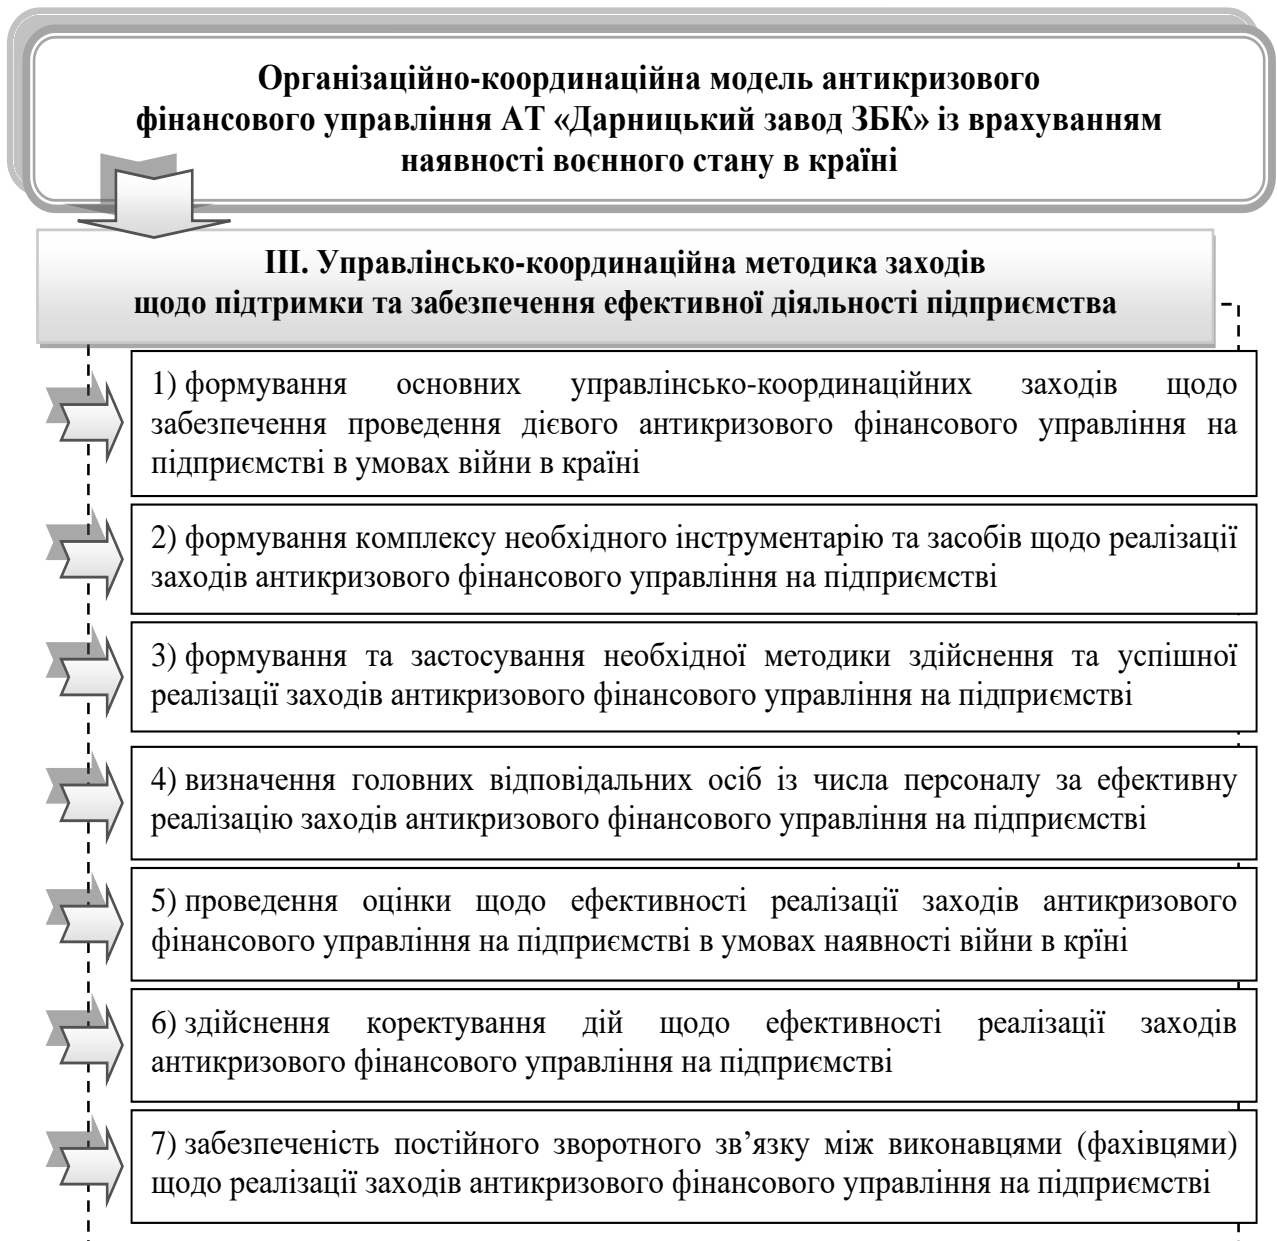 Організаційно-координаційна модель антикризового
фінансового управління АТ «Дарницький завод ЗБК» із врахуванням
наявності воєнного стану в країні
ІІІ. Управлінсько-координаційна методика заходів
щодо підтримки та забезпечення ефективної діяльності підприємства
1) формування основних управлінсько-координаційних заходів щодо
забезпечення проведення дієвого антикризового фінансового управління на
підприємстві в умовах війни в країні
2) формування комплексу необхідного інструментарію та засобів щодо реалізації
заходів антикризового фінансового управління на підприємстві
3) формування та застосування необхідної методики здійснення та успішної
реалізації заходів антикризового фінансового управління на підприємстві
4) визначення головних відповідальних осіб із числа персоналу за ефективну
реалізацію заходів антикризового фінансового управління на підприємстві
5) проведення оцінки щодо ефективності реалізації заходів антикризового
фінансового управління на підприємстві в умовах наявності війни в крїні
6) здійснення коректування дій щодо ефективності реалізації заходів
антикризового фінансового управління на підприємстві
7) забезпеченість постійного зворотного зв’язку між виконавцями (фахівцями)
щодо реалізації заходів антикризового фінансового управління на підприємстві